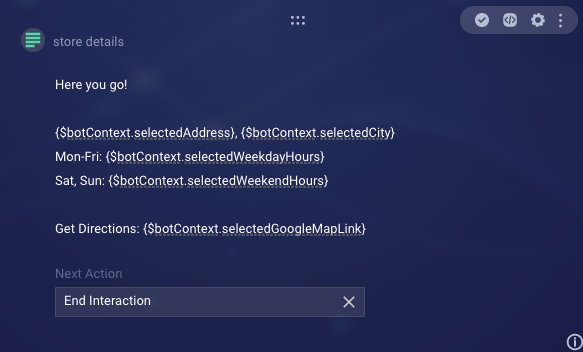 store details
Here you go!
{$botContext.selectedAddress}, {$botContext.selectedCity}
Mon-Fri: {$botContext.selectedWeekdayHours}
Sat, Sun: {$botContext.selectedWeekendHours}
Get Directions: {$botContext.selectedGoogleMapLink}
Next Action
End Interaction